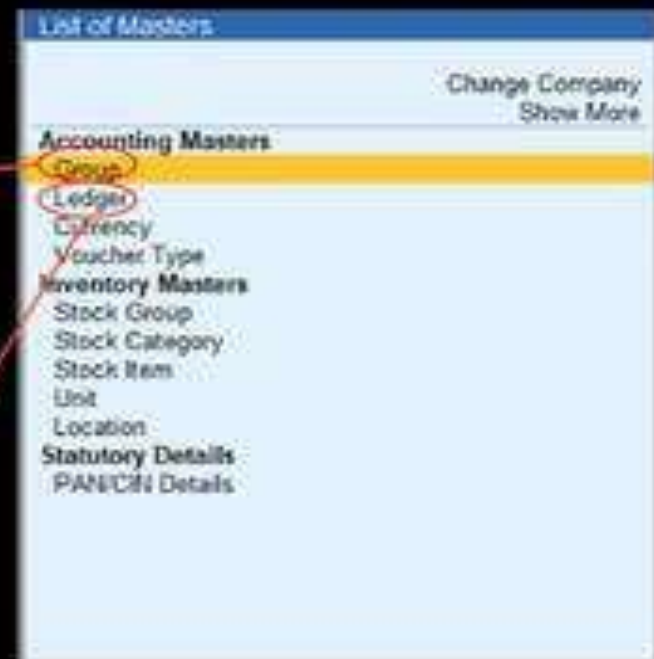 List of Masters
Change Company
Show More
Accounting Masters
Group
Ledger
Currency
Voucher Type
Inventory Masters
Stock Group
Stock Category
Stock Item
Unit
Location
Statutory Details
PAN/CIN Details